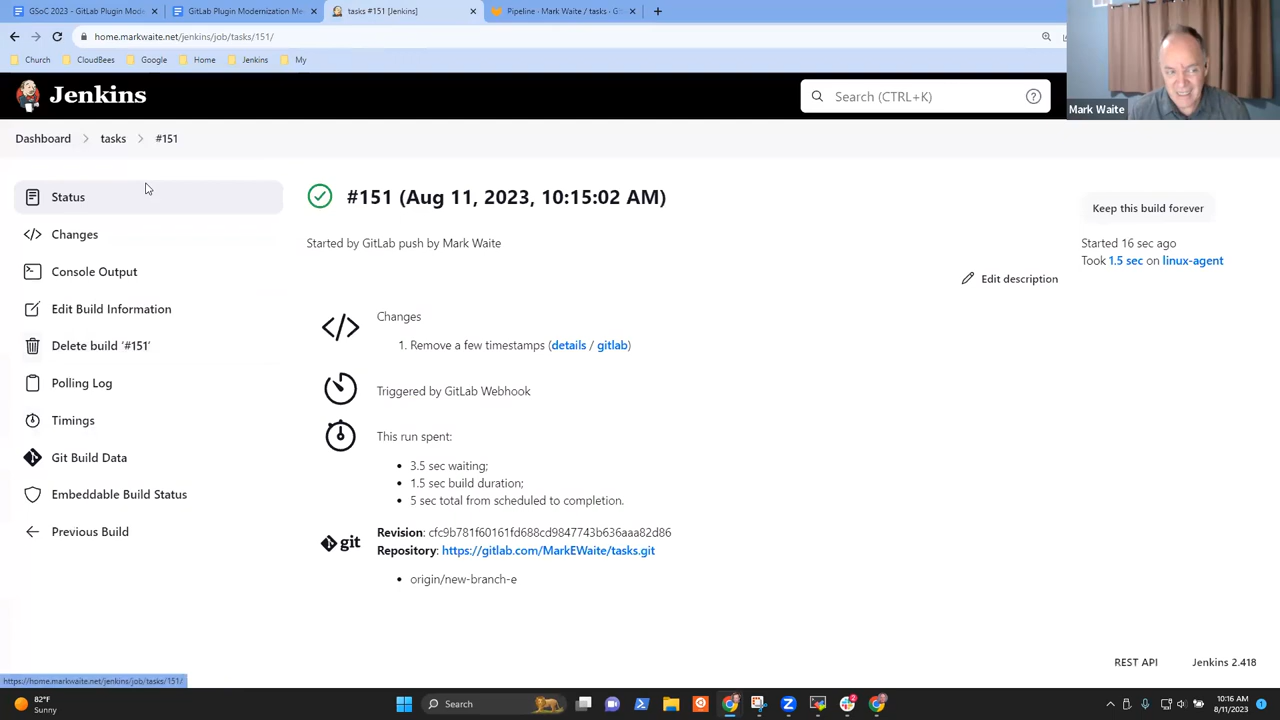 GSoC 2023 - GitLab Plugin Mode
GitLab Plugin Modernization Me
tasks #151 [Jenkins]
Pipeline · Mark Waite / tasks · G
home.markwaite.net/jenkins/job/tasks/151/
Church
CloudBees
Google
Home
Jenkins
My
Jenkins
Search (CTRL+K)
Mark Waite
Dashboard
tasks
#151
Status
Changes
Console Output
Edit Build Information
Delete build '#151'
Polling Log
Timings
Git Build Data
Embeddable Build Status
Previous Build
#151 (Aug 11, 2023, 10:15:02 AM)
Started by GitLab push by Mark Waite
Edit description
Keep this build forever
Started 16 sec ago
Took 1.5 sec on linux-agent
Changes
1. Remove a few timestamps (details / gitlab)
Triggered by GitLab Webhook
This run spent:
• 3.5 sec waiting;
• 1.5 sec build duration;
• 5 sec total from scheduled to completion.
git
Revision: cfc9b781f60161fd688cd9847743b636aaa82d86
Repository: https://gitlab.com/MarkEWaite/tasks.git
• origin/new-branch-e
REST API
Jenkins 2.418
https://home.markwaite.net/jenkins/job/tasks/151/
82°F
Sunny
Search
10:16 AM
8/11/2023